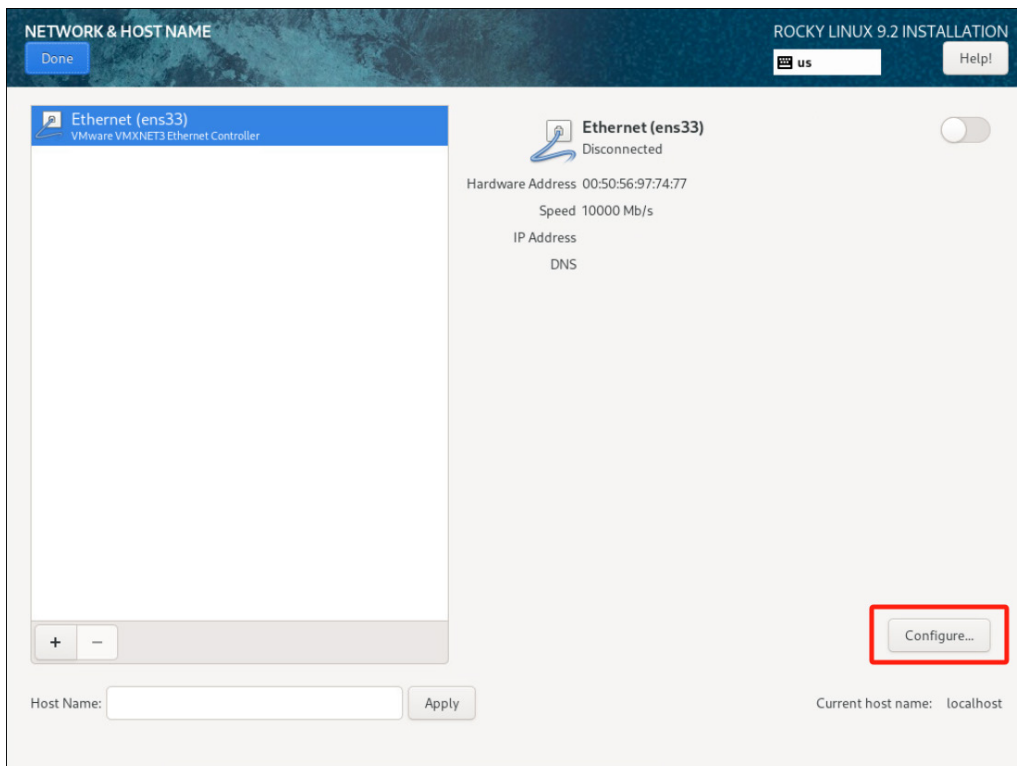 NETWORK & HOST NAME
ROCKY LINUX 9.2 INSTALLATION
Done
us
Help!
Ethernet (ens33)
VMware VMXNET3 Ethernet Controller
Ethernet (ens33)
Disconnected
Hardware Address 00:50:56:97:74:77
Speed 10000 Mb/s
IP Address
DNS
+ −
Configure...
Host Name:
Apply
Current host name: localhost